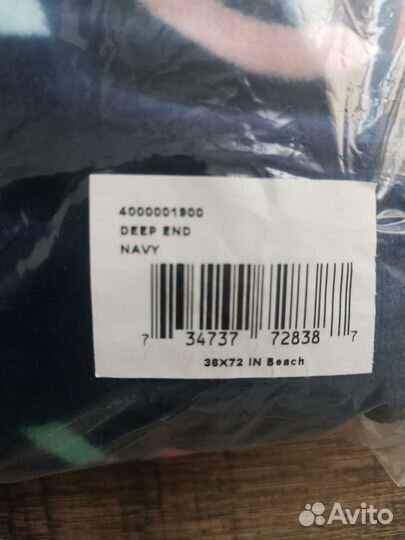 4000001900
DEEP END
NAVY
7 34737 72838 7
36X72 IN Beach
Avito